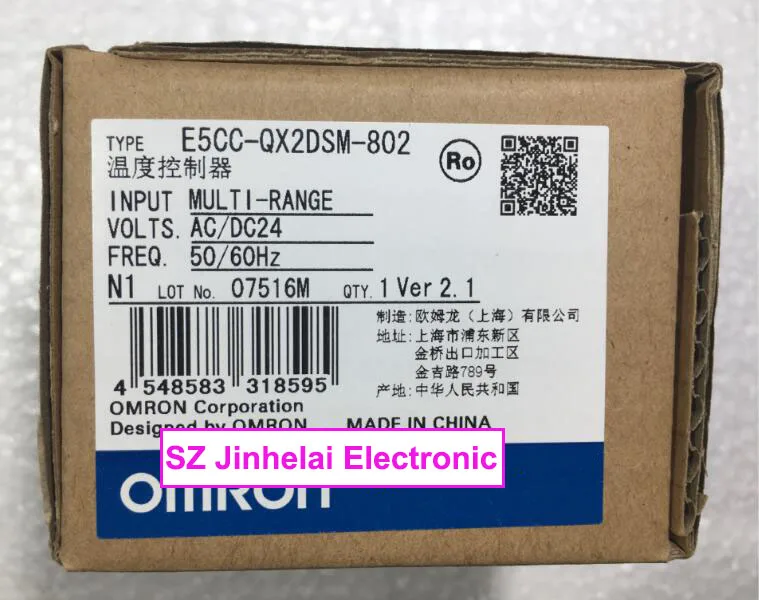 TYPE E5CC-QX2DSM-802
温度控制器
Ro
INPUT MULTI-RANGE
VOLTS. AC/DC24
FREQ. 50/60Hz
N1 LOT No. 07516M QTY. 1 Ver 2.1
制造: 欧姆龙（上海）有限公司
地址: 上海市浦东新区
金桥出口加工区
金吉路789号
产地: 中华人民共和国
4 548583 318595
OMRON Corporation
Designed by OMRON MADE IN CHINA
SZ Jinhelai Electronic
OMRON